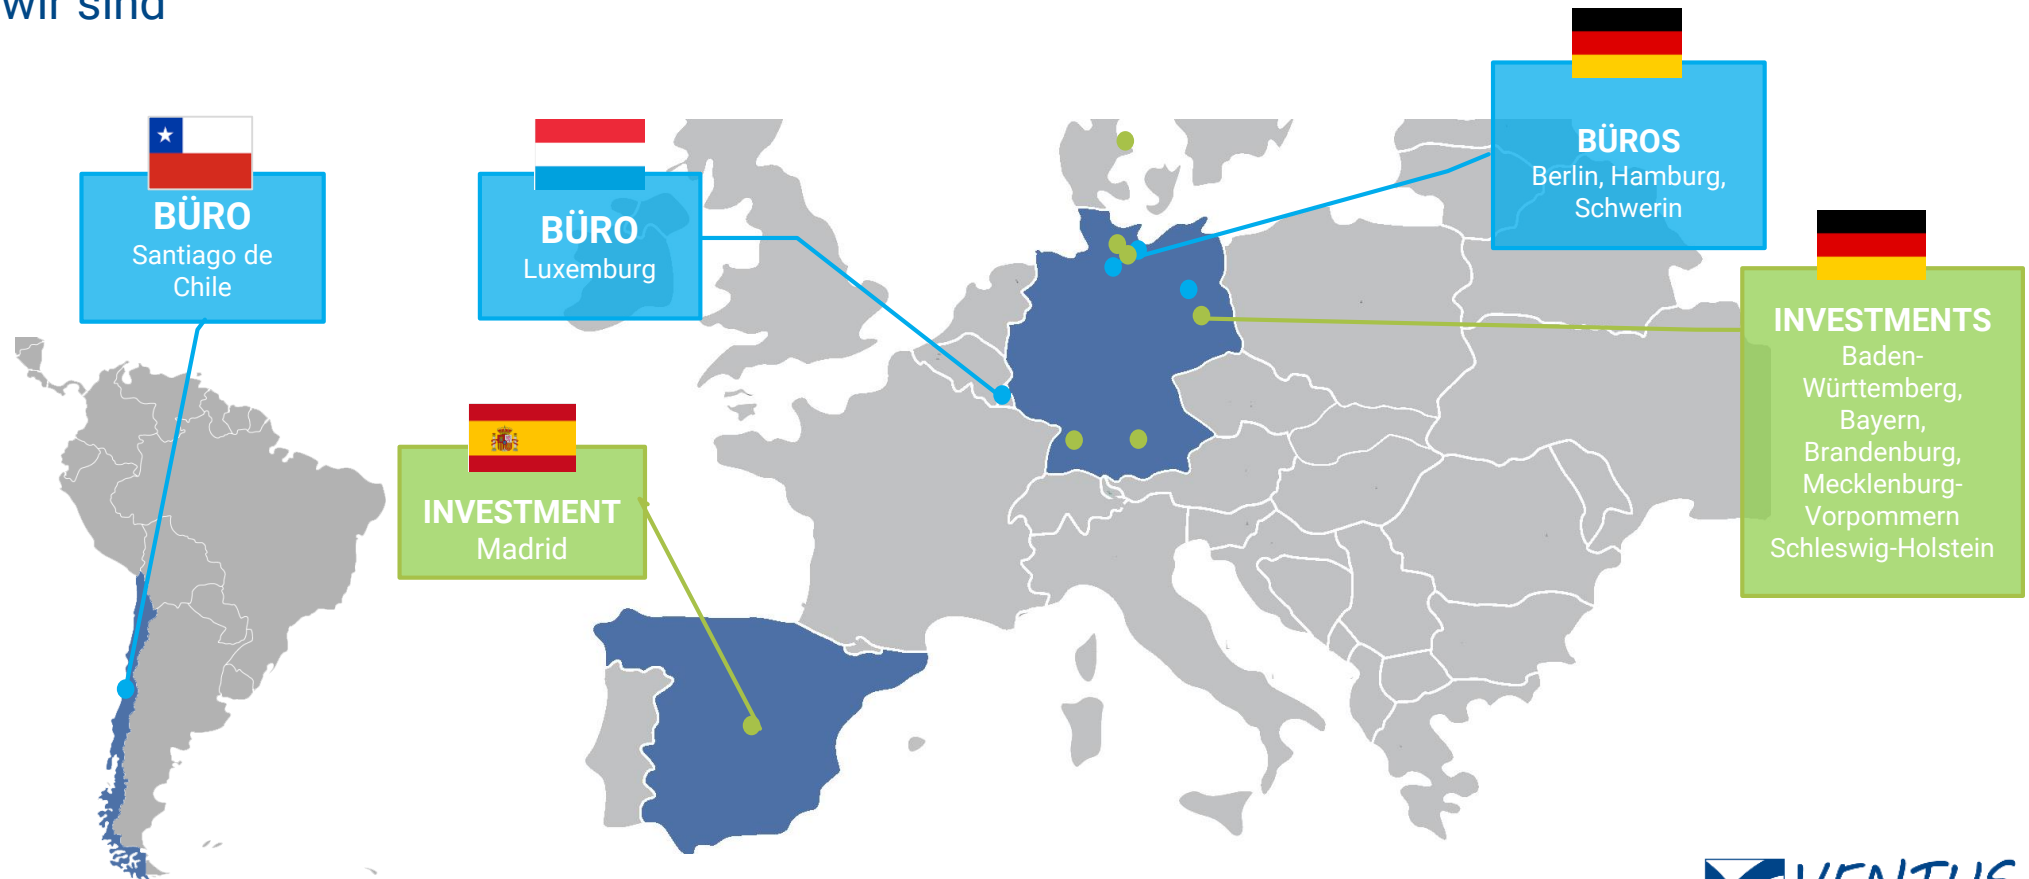 wir sind
BÜRO
Santiago de
Chile
BÜRO
Luxemburg
BÜROS
Berlin, Hamburg,
Schwerin
INVESTMENT
Madrid
INVESTMENTS
Baden-
Württemberg,
Bayern,
Brandenburg,
Mecklenburg-
Vorpommern
Schleswig-Holstein
VENTUS